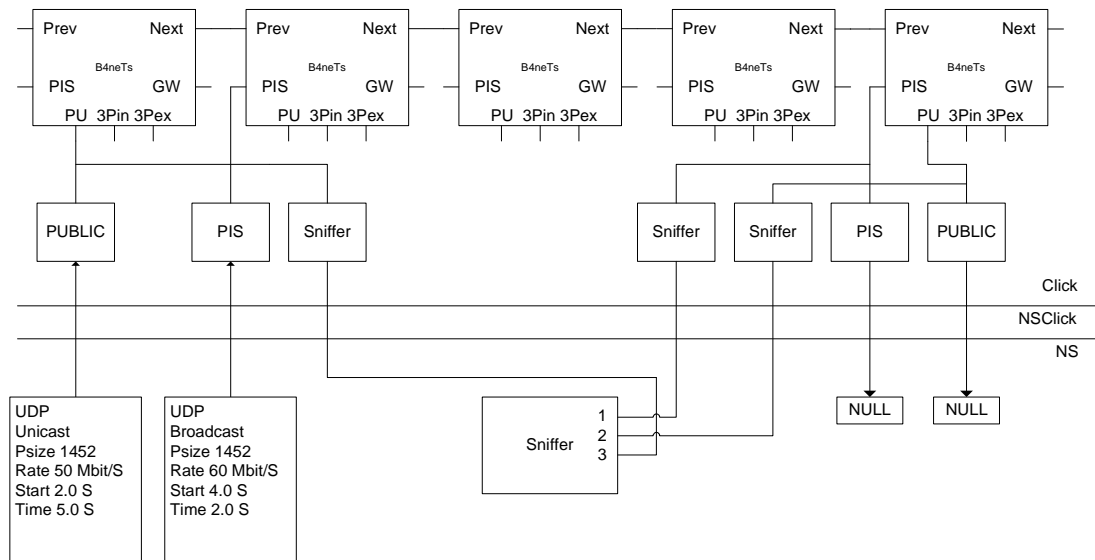 Prev Next Prev Next Prev Next Prev Next Prev Next
B4neTs B4neTs B4neTs B4neTs B4neTs
PIS GW PIS GW PIS GW PIS GW PIS GW
PU 3Pin 3Pex PU 3Pin 3Pex PU 3Pin 3Pex PU 3Pin 3Pex PU 3Pin 3Pex
PUBLIC PIS Sniffer Sniffer Sniffer PIS PUBLIC
Click
NSClick
NS
UDP
Unicast
Psize 1452
Rate 50 Mbit/S
Start 2.0 S
Time 5.0 S
UDP
Broadcast
Psize 1452
Rate 60 Mbit/S
Start 4.0 S
Time 2.0 S
Sniffer
1
2
3
NULL NULL